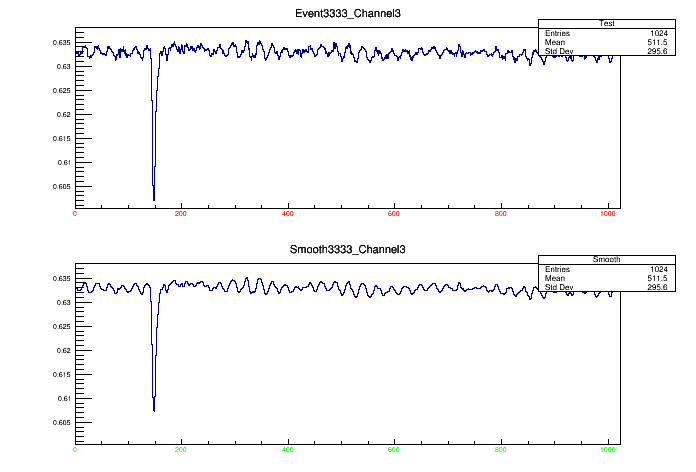 Event3333_Channel3
Test
Entries 1024
Mean 511.5
Std Dev 295.6
0.635
0.63
0.625
0.62
0.615
0.61
0.605
0 200 400 600 800 1000
Smooth3333_Channel3
Smooth
Entries 1024
Mean 511.5
Std Dev 295.6
0.635
0.63
0.625
0.62
0.615
0.61
0.605
0 200 400 600 800 1000